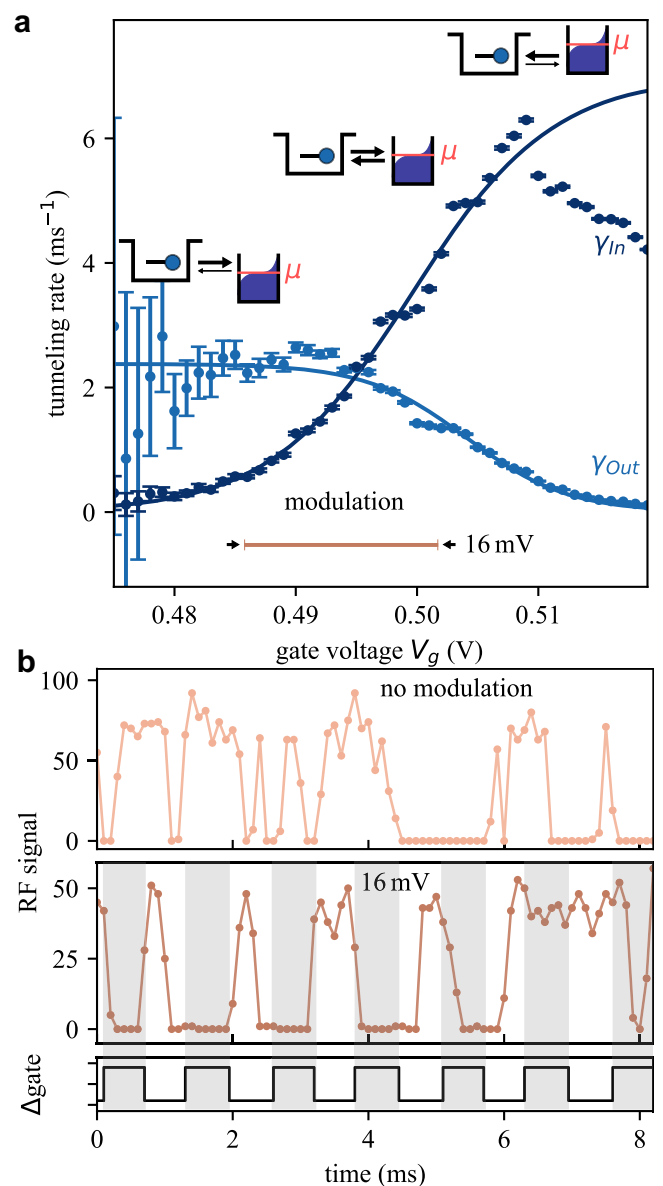 a
μ
μ
μ
6
4
2
0
tunneling rate (ms⁻¹)
γIn
γOut
modulation
16 mV
0.48 0.49 0.50 0.51
gate voltage Vg (V)
b
100
50
0
no modulation
RF signal
50
25
0
16 mV
Δgate
0 2 4 6 8
time (ms)